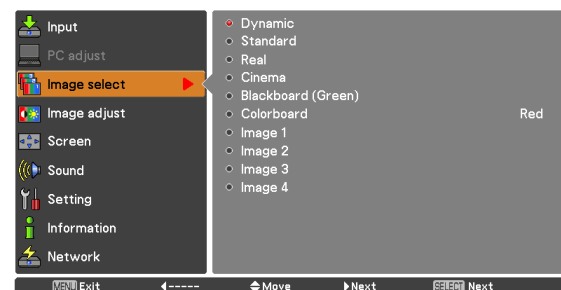 Input
PC adjust
Image select
Image adjust
Screen
Sound
Setting
Information
Network
Dynamic
Standard
Real
Cinema
Blackboard (Green)
Colorboard Red
Image 1
Image 2
Image 3
Image 4
MENU Exit ◀----- Move ▶Next SELECT Next